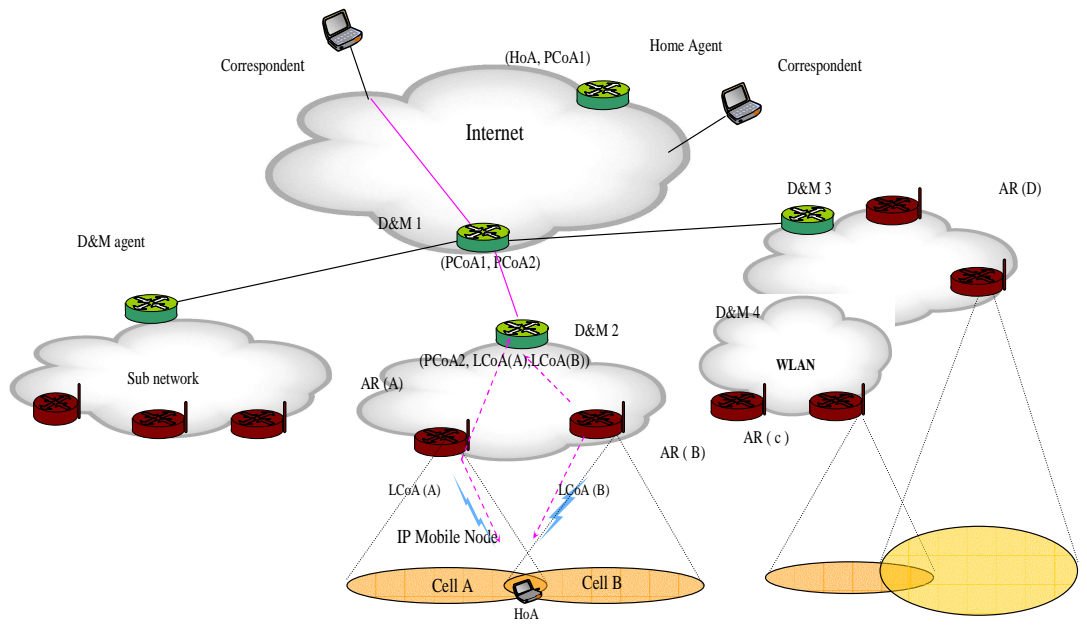 Home Agent
(HoA, PCoA1)
Correspondent
Correspondent
Internet
D&M 3
AR (D)
D&M 1
D&M agent
(PCoA1, PCoA2)
D&M 4
D&M 2
(PCoA2, LCoA(A),LCoA(B))
WLAN
Sub network
AR (A)
AR ( c )
AR ( B)
LCoA (A)
LCoA (B)
IP Mobile Node
Cell A
Cell B
HoA